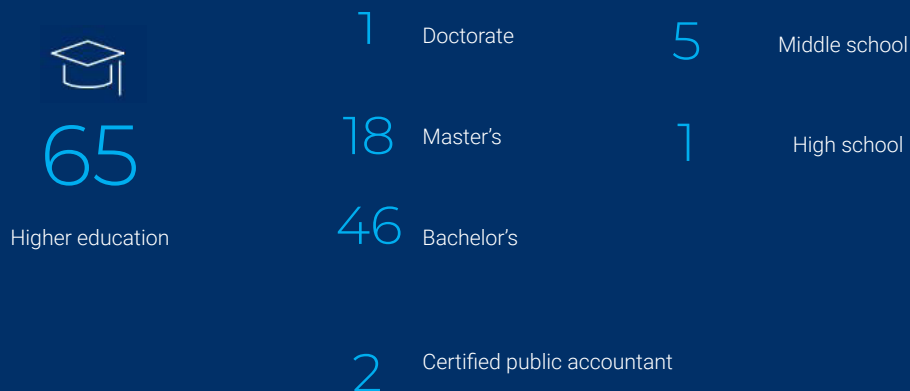 65
Higher education
1 Doctorate
18 Master's
46 Bachelor's
2 Certified public accountant
5 Middle school
1 High school